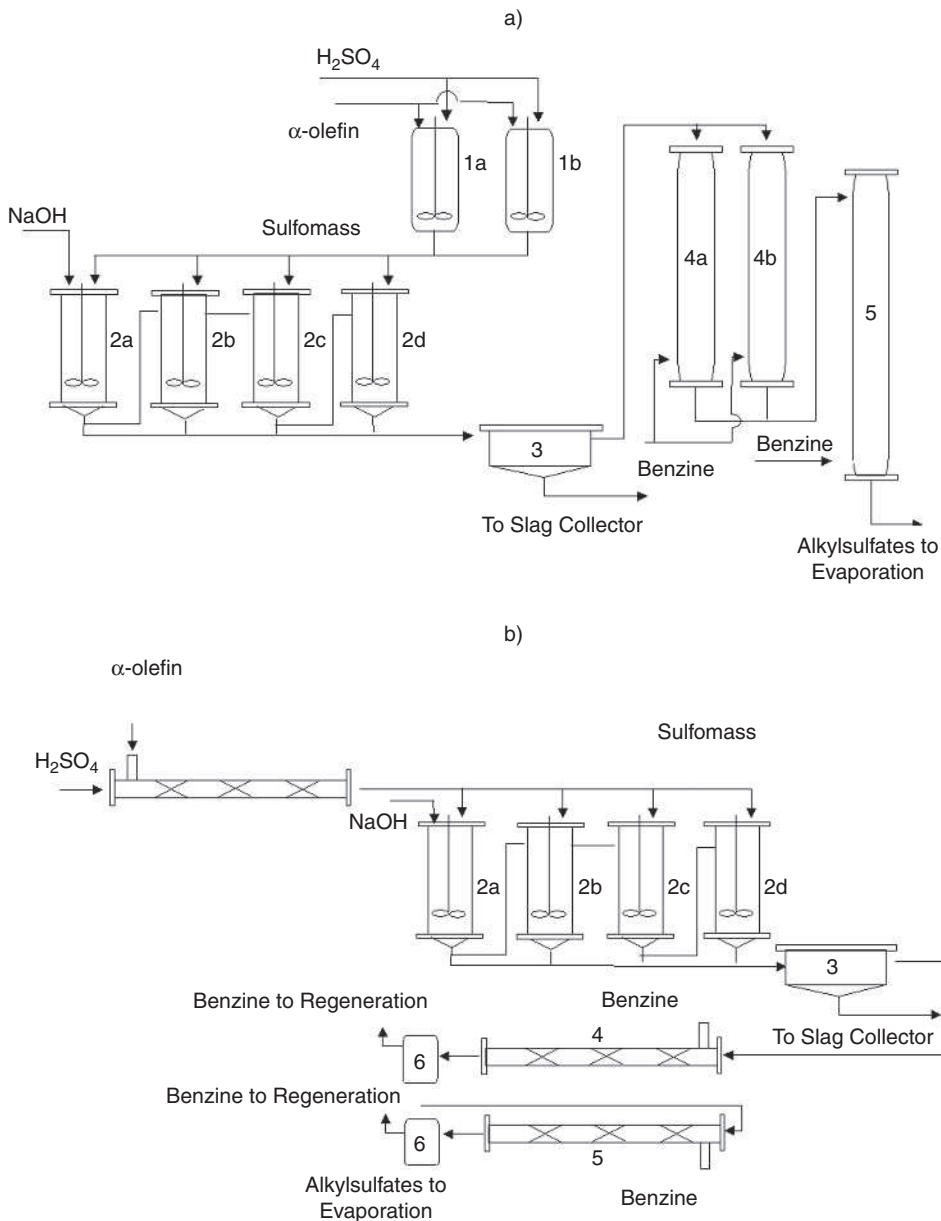 a)
H₂SO₄
α-olefin
1a
1b
NaOH
Sulfomass
2a
2b
2c
2d
4a
4b
5
3
Benzine
Benzine
To Slag Collector
Alkylsulfates to
Evaporation
b)
α-olefin
H₂SO₄
Sulfomass
NaOH
2a
2b
2c
2d
3
Benzine to Regeneration
Benzine
To Slag Collector
4
6
Benzine to Regeneration
6
5
Alkylsulfates to
Evaporation
Benzine